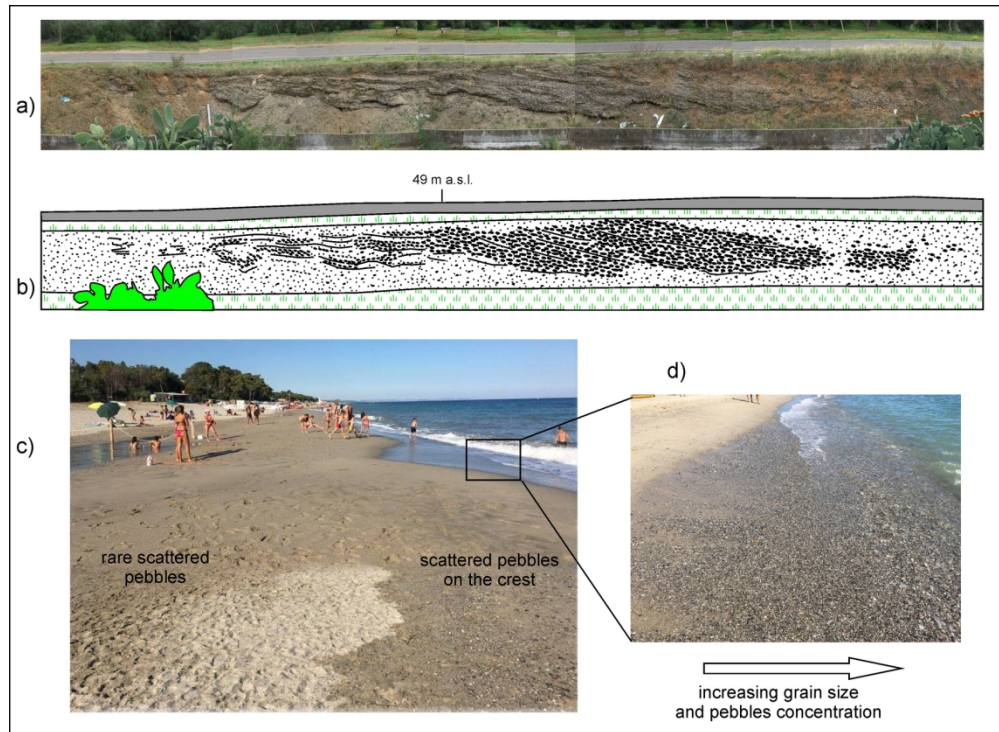 a)
49 m a.s.l.
b)
c)
d)
rare scattered
pebbles
scattered pebbles
on the crest
increasing grain size
and pebbles concentration